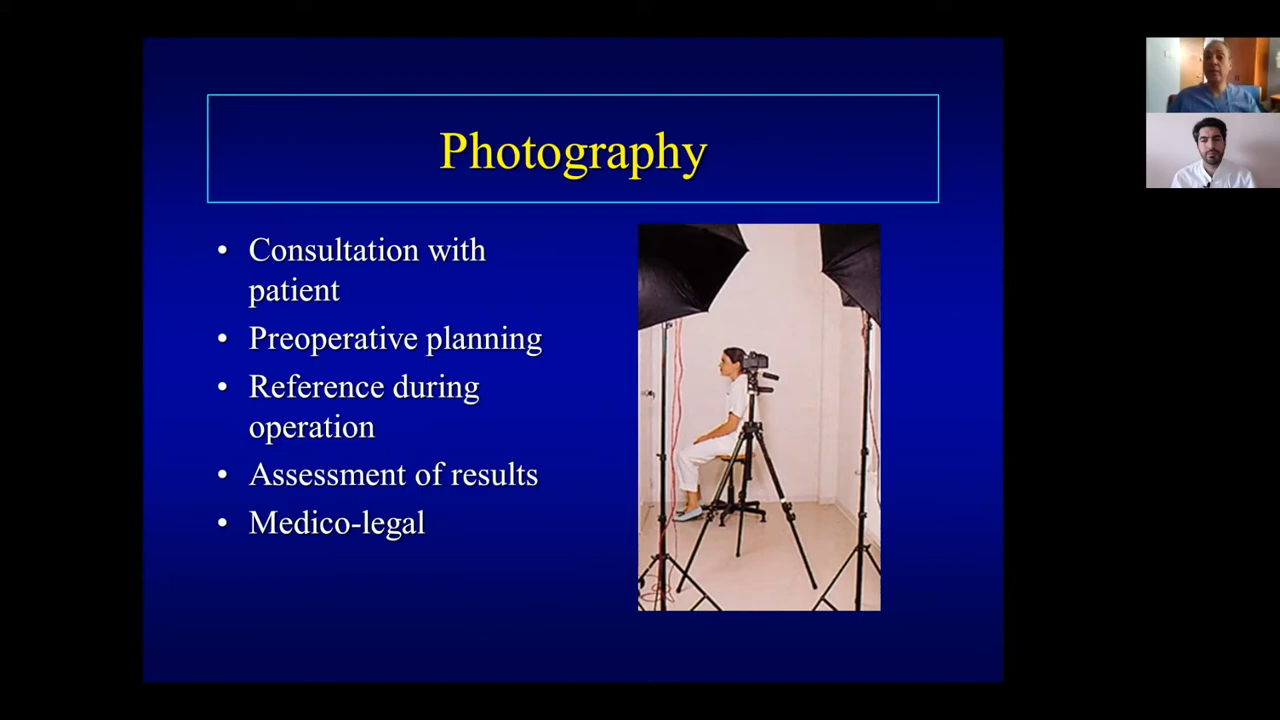 Photography
• Consultation with
patient
• Preoperative planning
• Reference during
operation
• Assessment of results
• Medico-legal